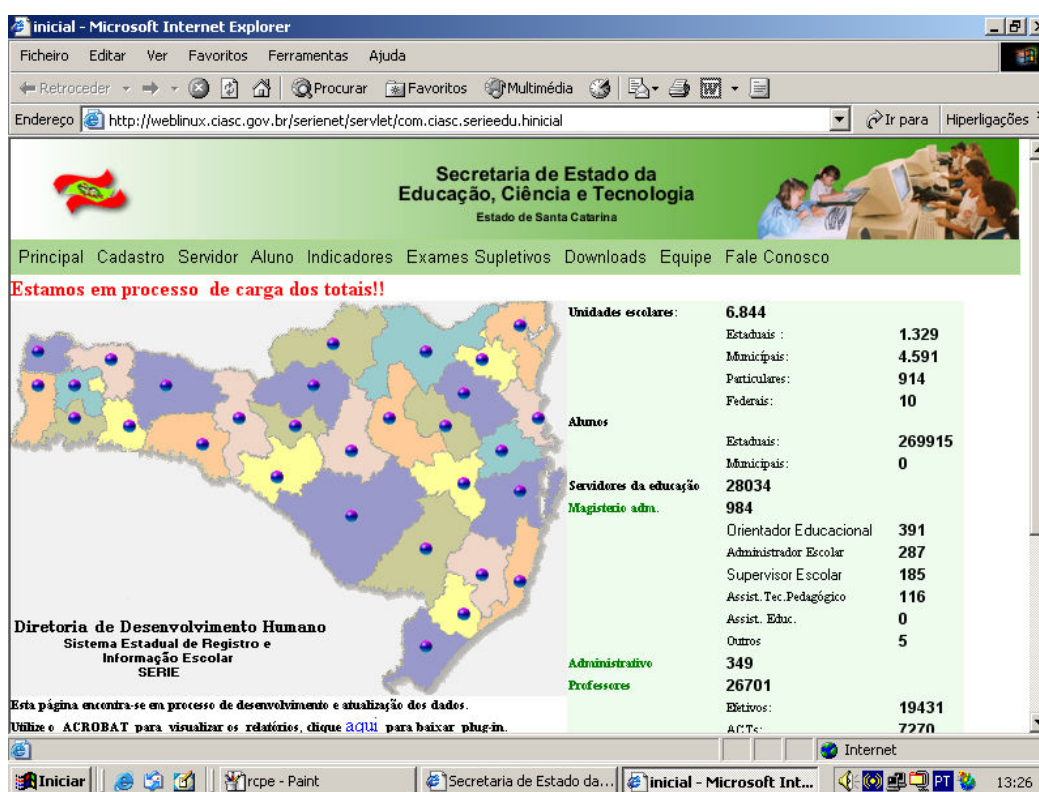 inicial - Microsoft Internet Explorer
Ficheiro Editar Ver Favoritos Ferramentas Ajuda
Retroceder Procurar Favoritos Multimédia
Endereço http://weblinux.ciasc.gov.br/serienet/servlet/com.ciasc.serieedu.hinicial Ir para Hiperligações
Secretaria de Estado da
Educação, Ciência e Tecnologia
Estado de Santa Catarina
Principal Cadastro Servidor Aluno Indicadores Exames Supletivos Downloads Equipe Fale Conosco
Estamos em processo de carga dos totais!!
Unidades escolares: 6.844
Estaduais : 1.329
Municípais: 4.591
Particulares: 914
Federais: 10
Alunos
Estaduais: 269915
Municipais: 0
Servidores da educação 28034
Magisterio adm. 984
Orientador Educacional 391
Administrador Escolar 287
Supervisor Escolar 185
Assist.Tec.Pedagógico 116
Assist. Educ. 0
Outros 5
Administrativo 349
Professores 26701
Efetivos: 19431
ACTs: 7270
Diretoria de Desenvolvimento Humano
Sistema Estadual de Registro e
Informação Escolar
SERIE
Esta página encontra-se em processo de desenvolvimento e atualização dos dados.
Utilize o ACROBAT para visualizar os relatórios, clique aqui para baixar plug-in.
Internet
Iniciar rcpe - Paint Secretaria de Estado da... inicial - Microsoft Int... PT 13:26